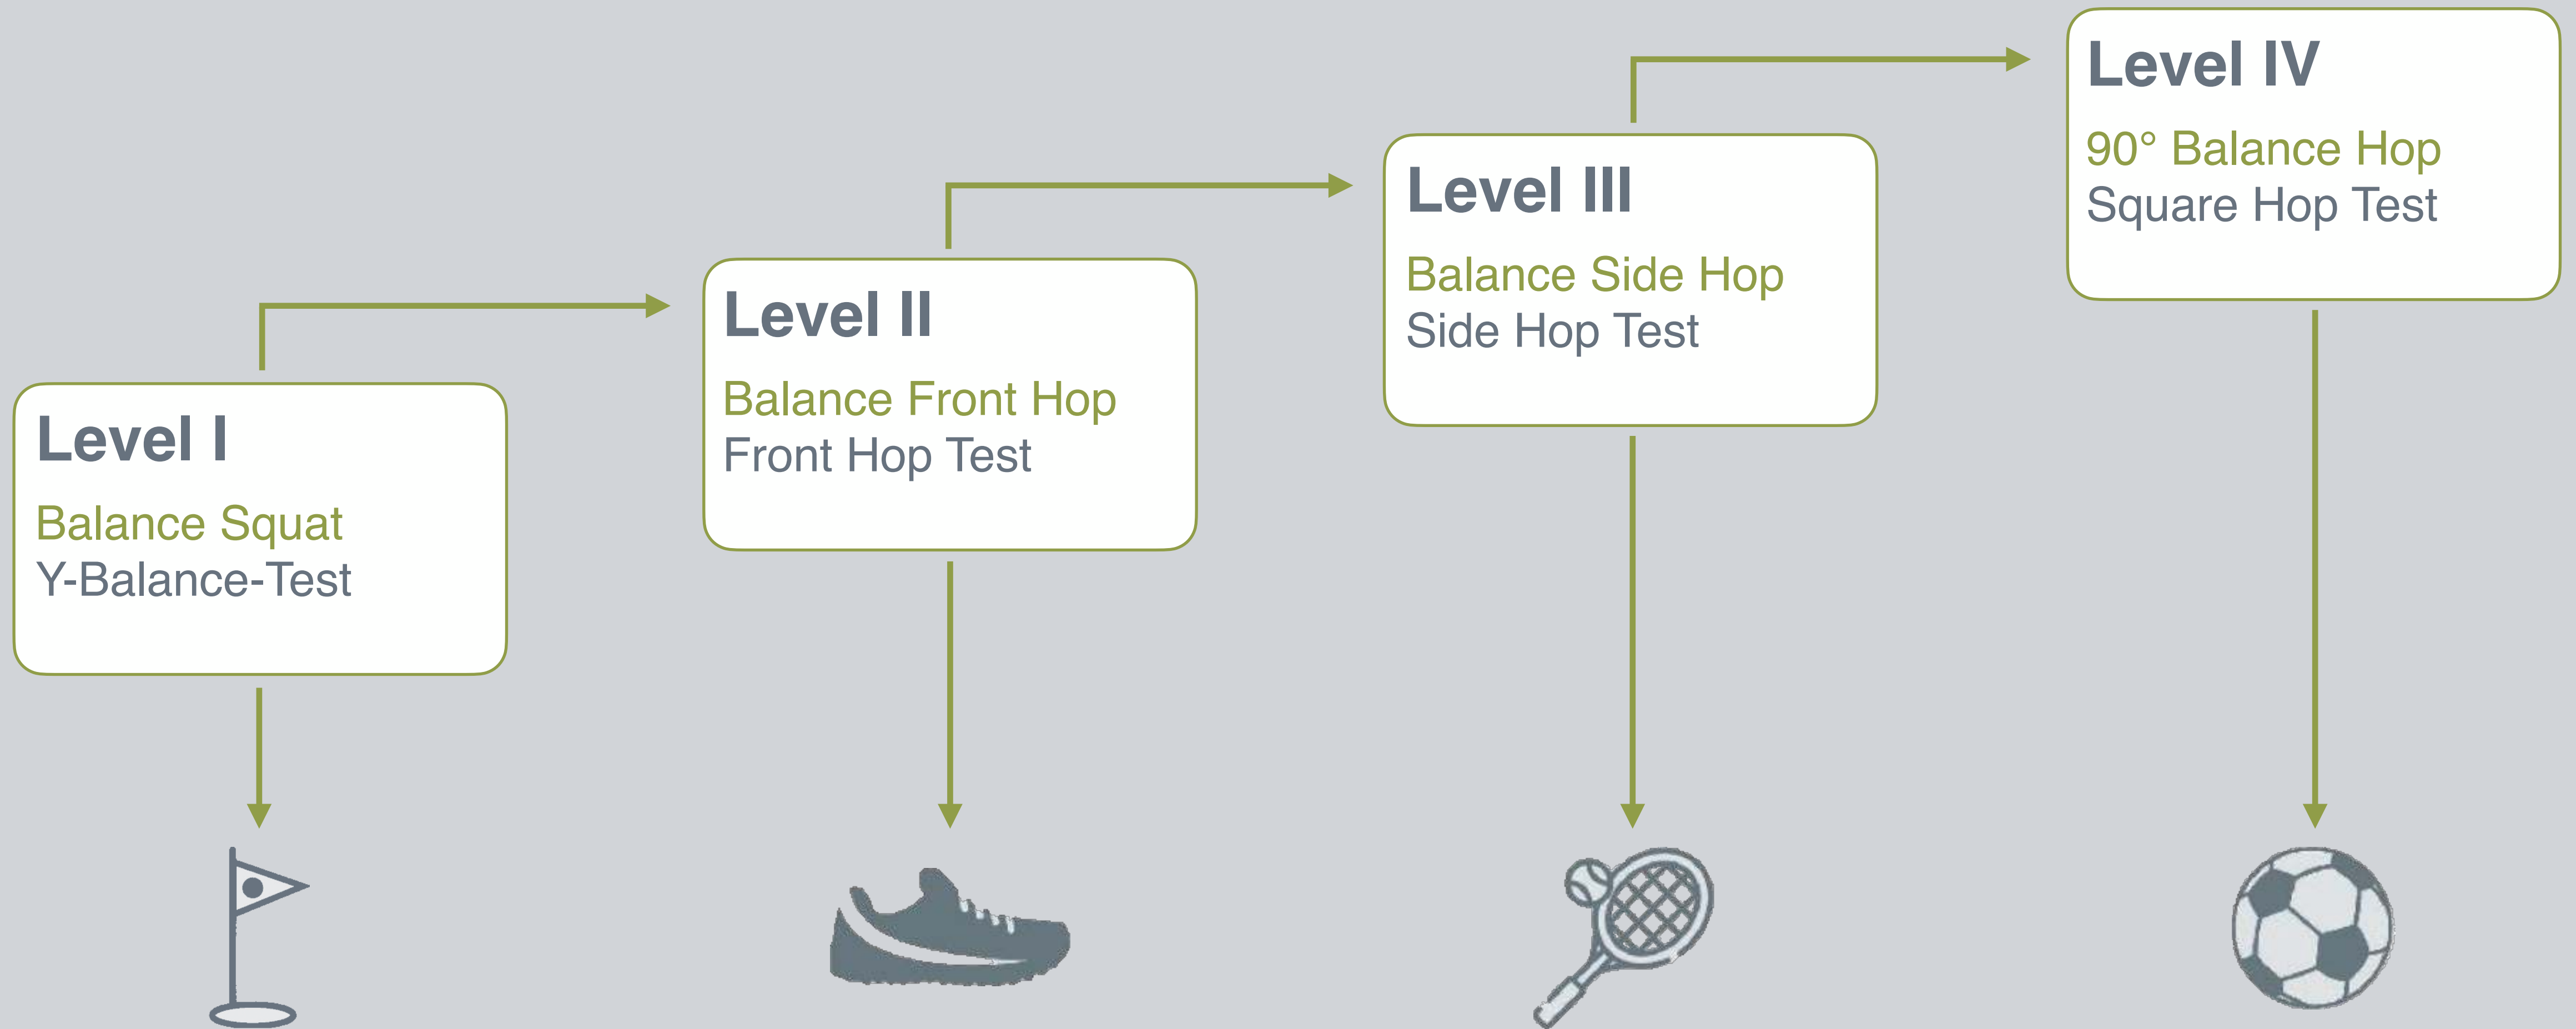 Level I
Balance Squat
Y-Balance-Test
Level II
Balance Front Hop
Front Hop Test
Level III
Balance Side Hop
Side Hop Test
Level IV
90° Balance Hop
Square Hop Test